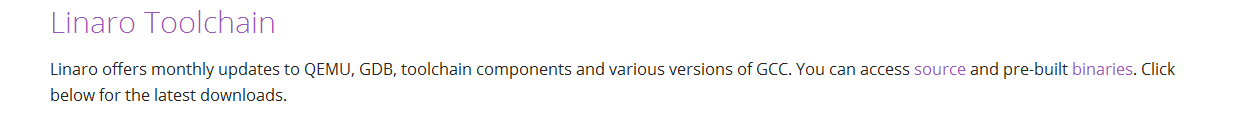 Linaro Toolchain
Linaro offers monthly updates to QEMU, GDB, toolchain components and various versions of GCC. You can access source and pre-built binaries. Click
below for the latest downloads.